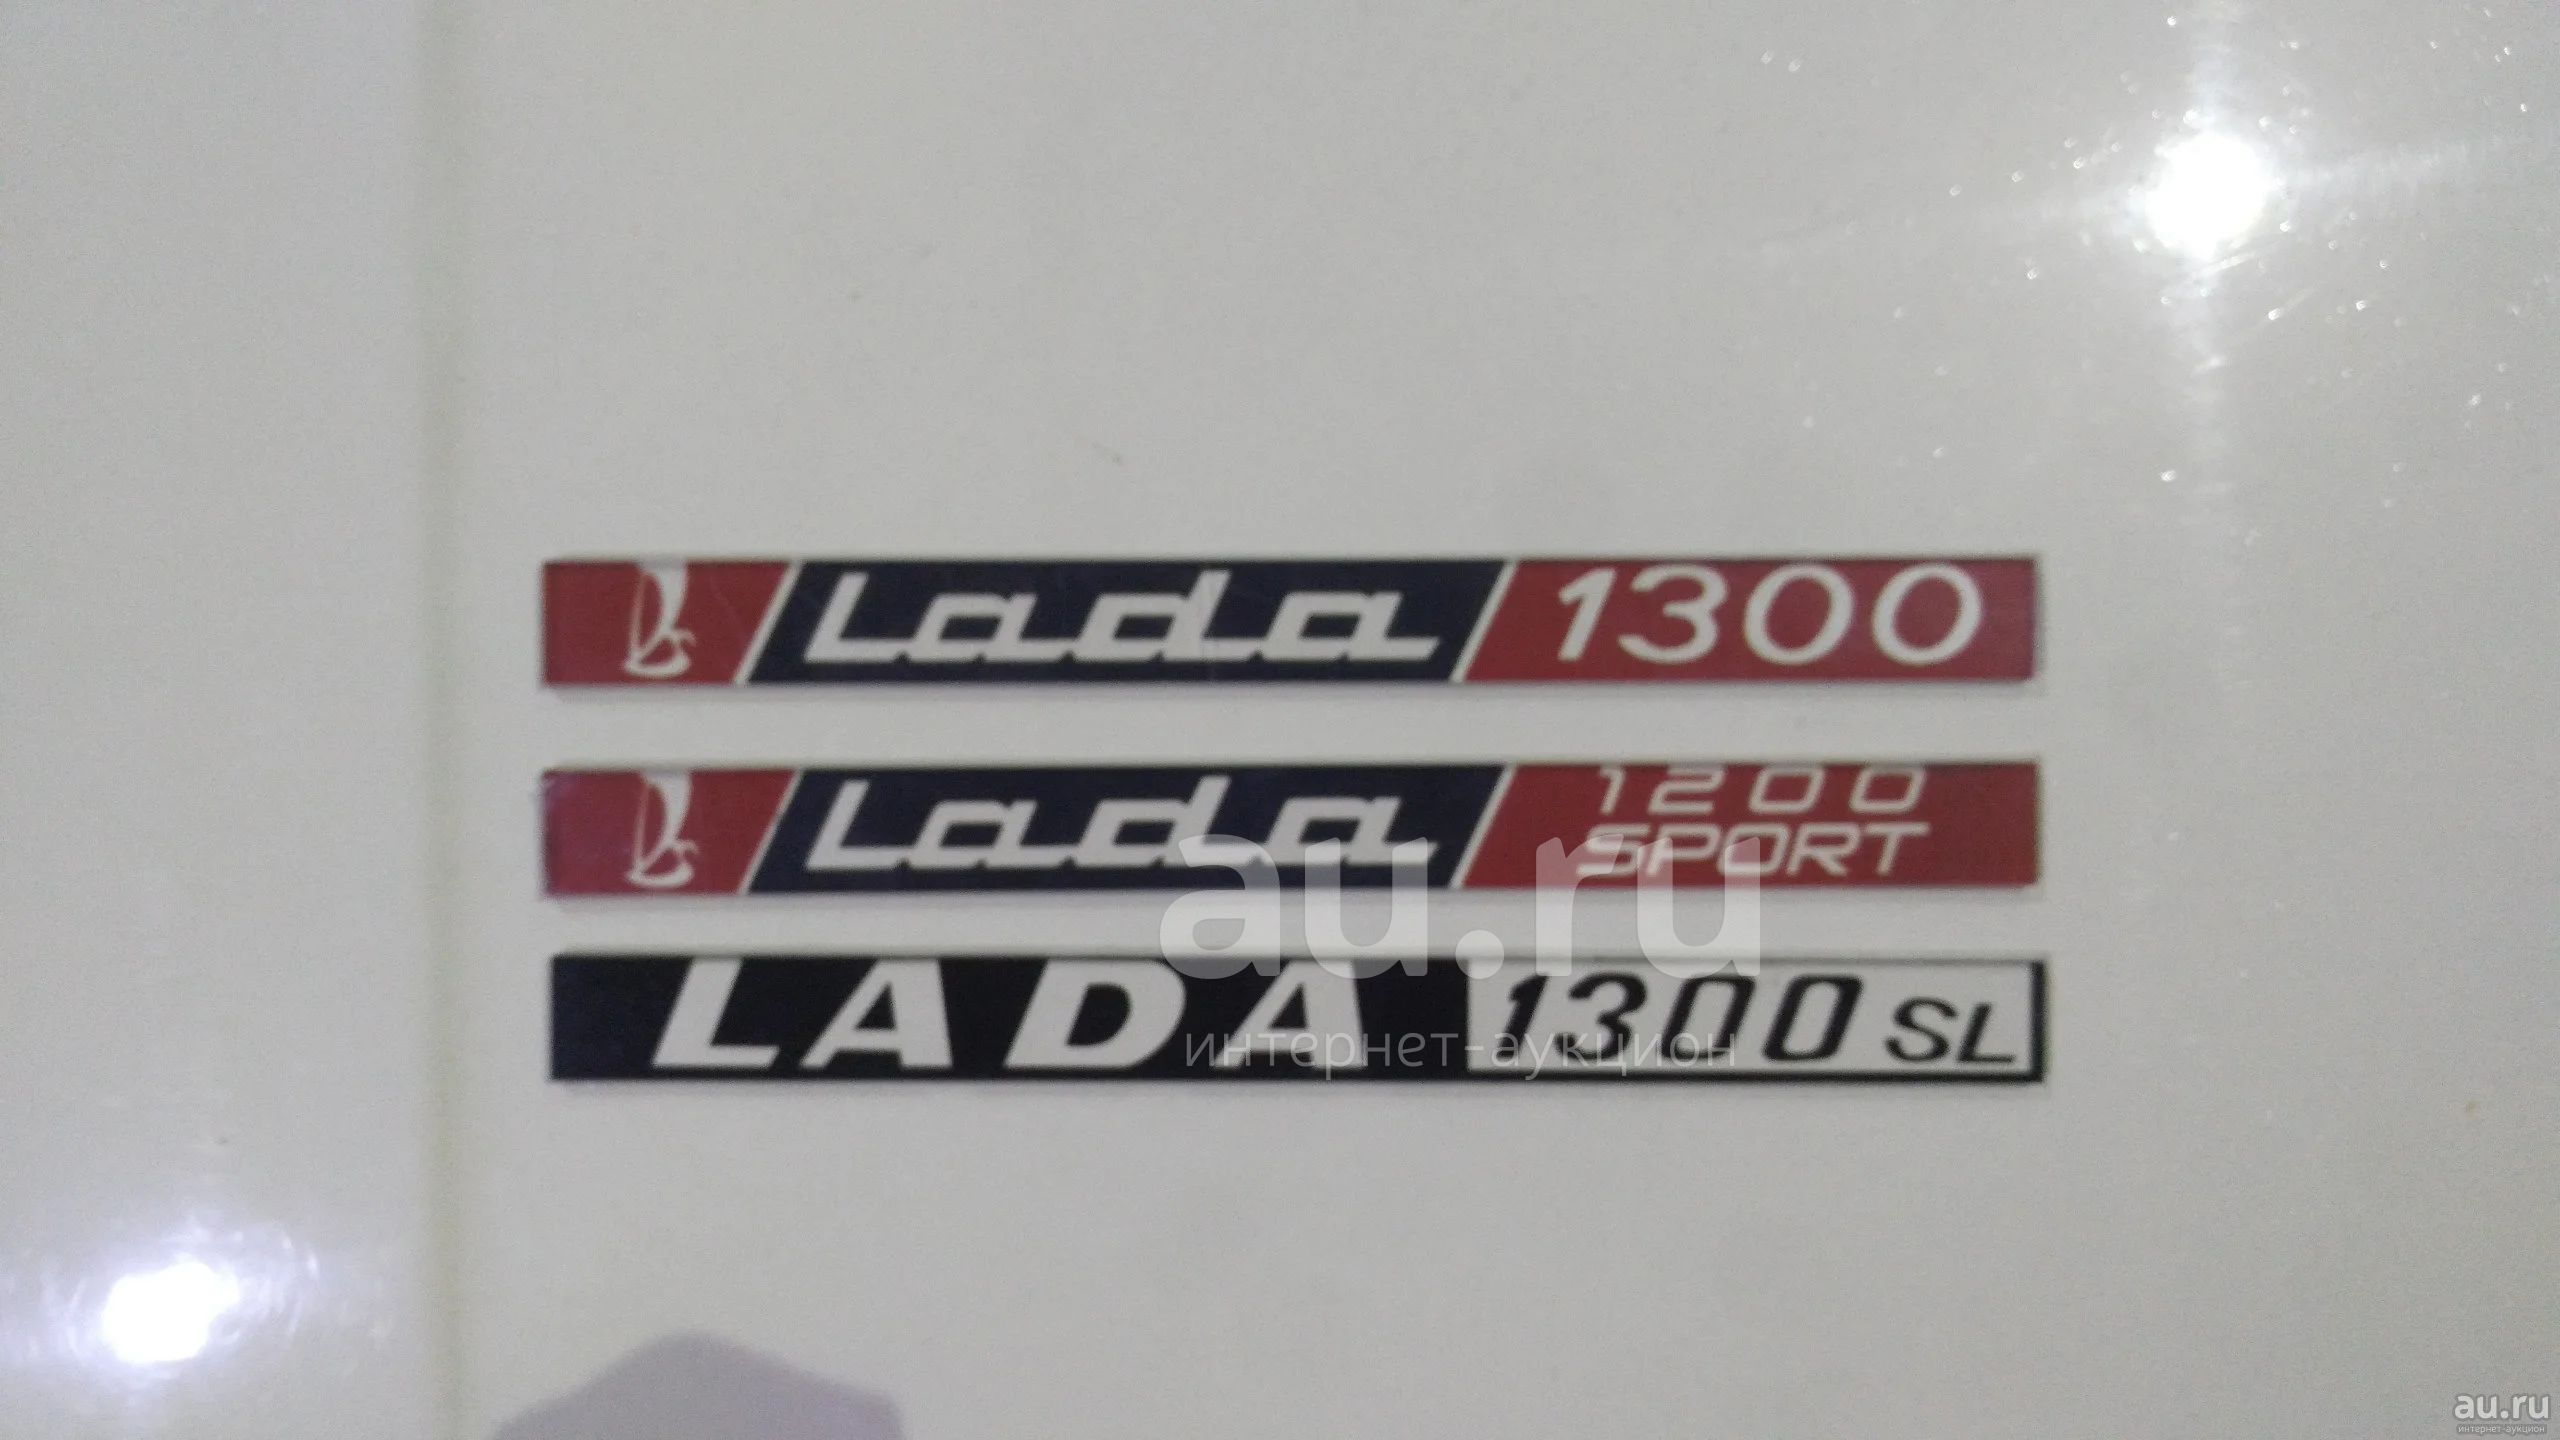 Lada 1300
Lada 1200
SPORT
au.ru
LADA 1300 SL
интернет-аукцион
au.ru
интернет-аукцион